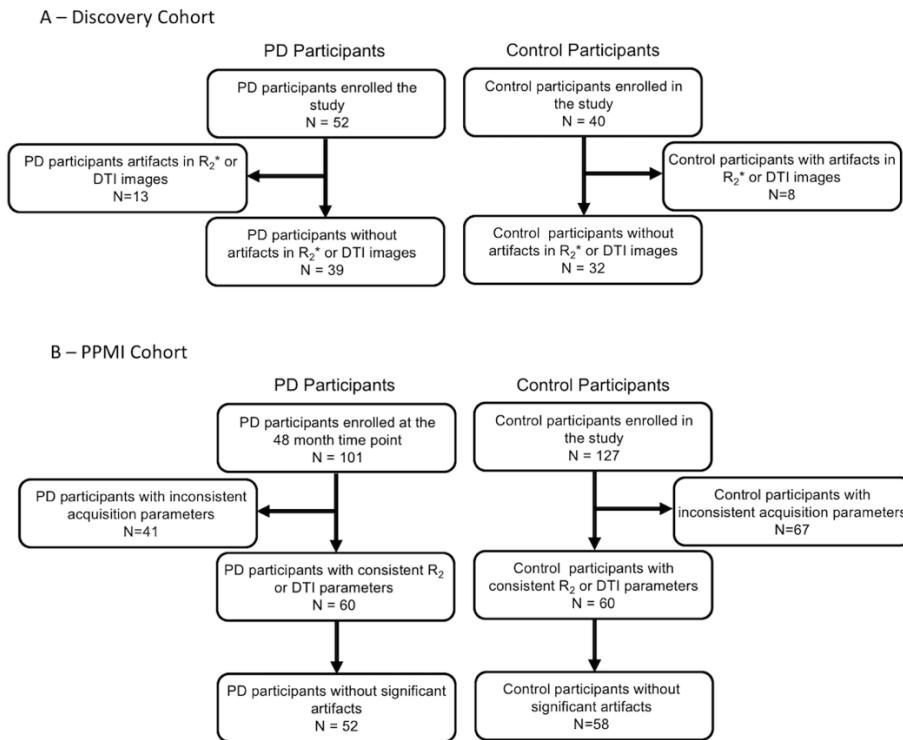 A – Discovery Cohort
PD Participants
Control Participants
PD participants enrolled the
study
N = 52
Control participants enrolled in
the study
N = 40
PD participants artifacts in R₂* or
DTI images
N=13
Control participants with artifacts in
R₂* or DTI images
N=8
PD participants without
artifacts in R₂* or DTI images
N = 39
Control participants without
artifacts in R₂* or DTI images
N = 32
B – PPMI Cohort
PD Participants
Control Participants
PD participants enrolled at the
48 month time point
N = 101
Control participants enrolled in
the study
N = 127
PD participants with inconsistent
acquisition parameters
N=41
Control participants with
inconsistent acquisition parameters
N=67
PD participants with consistent R₂
or DTI parameters
N = 60
Control participants with
consistent R₂ or DTI parameters
N = 60
PD participants without significant
artifacts
N = 52
Control participants without
significant artifacts
N=58